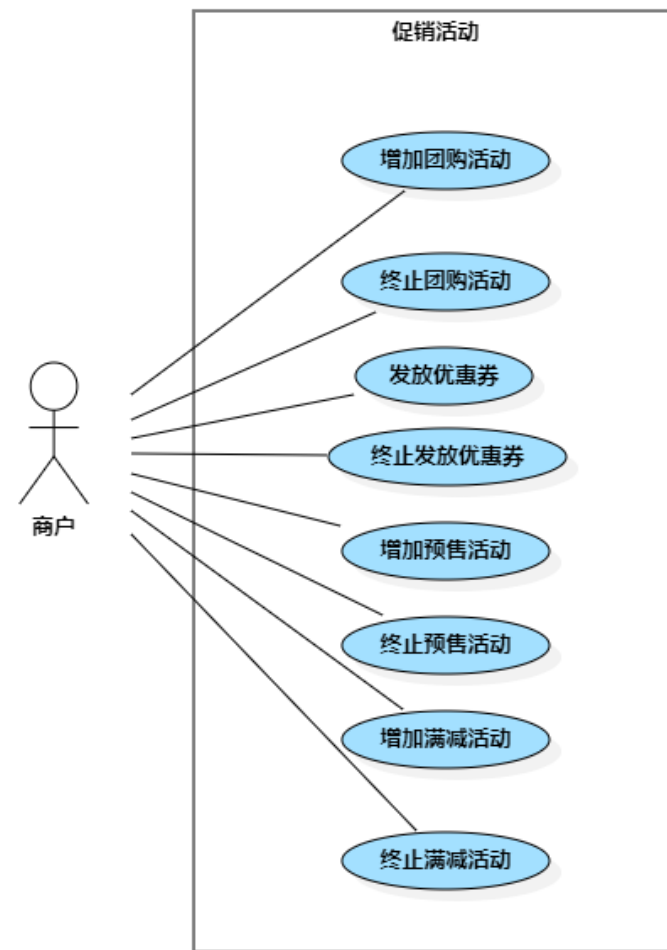 促销活动
增加团购活动
终止团购活动
发放优惠券
终止发放优惠券
商户
增加预售活动
终止预售活动
增加满减活动
终止满减活动